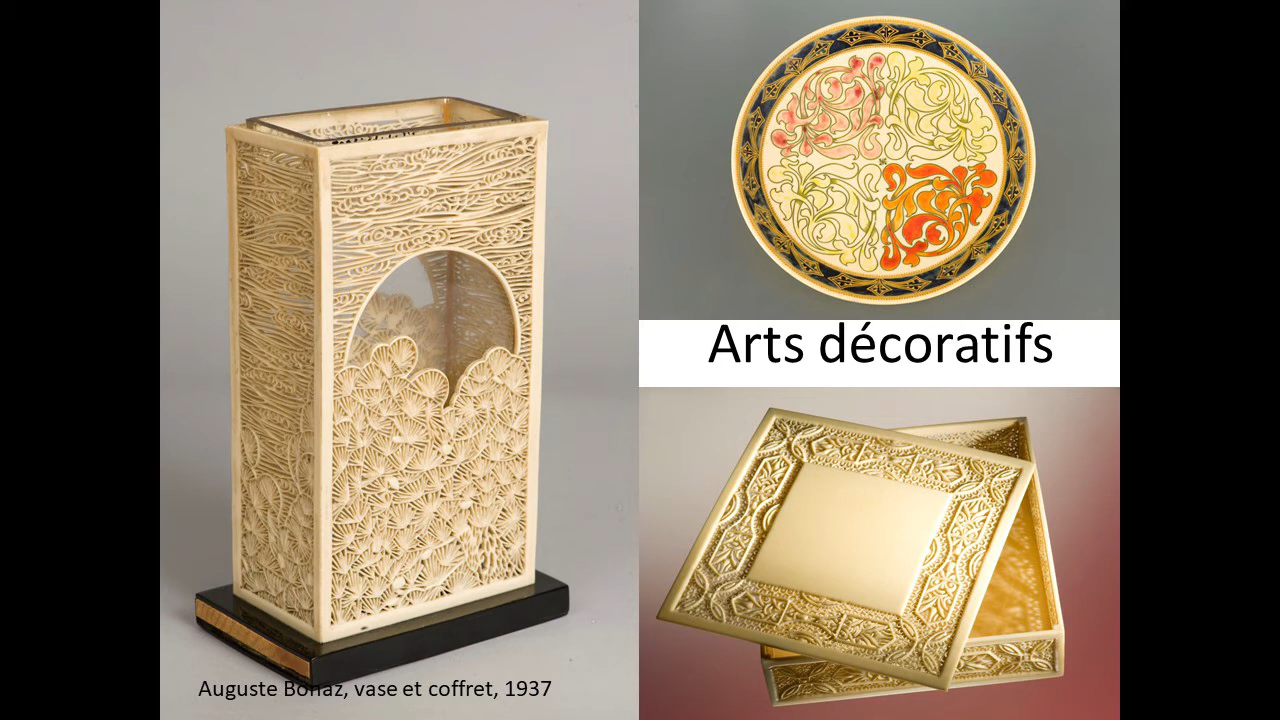 Arts décoratifs
Auguste Bonaz, vase et coffret, 1937